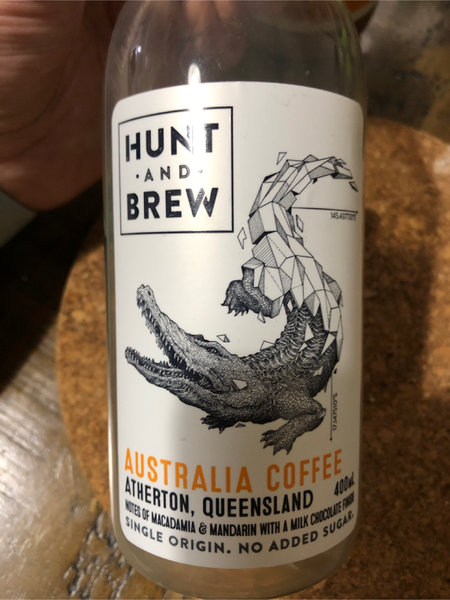 HUNT
·AND·
BREW
AUSTRALIA COFFEE
ATHERTON, QUEENSLAND
400mL
NOTES OF MACADAMIA & MANDARIN WITH A MILK CHOCOLATE FINISH
SINGLE ORIGIN. NO ADDED SUGAR.